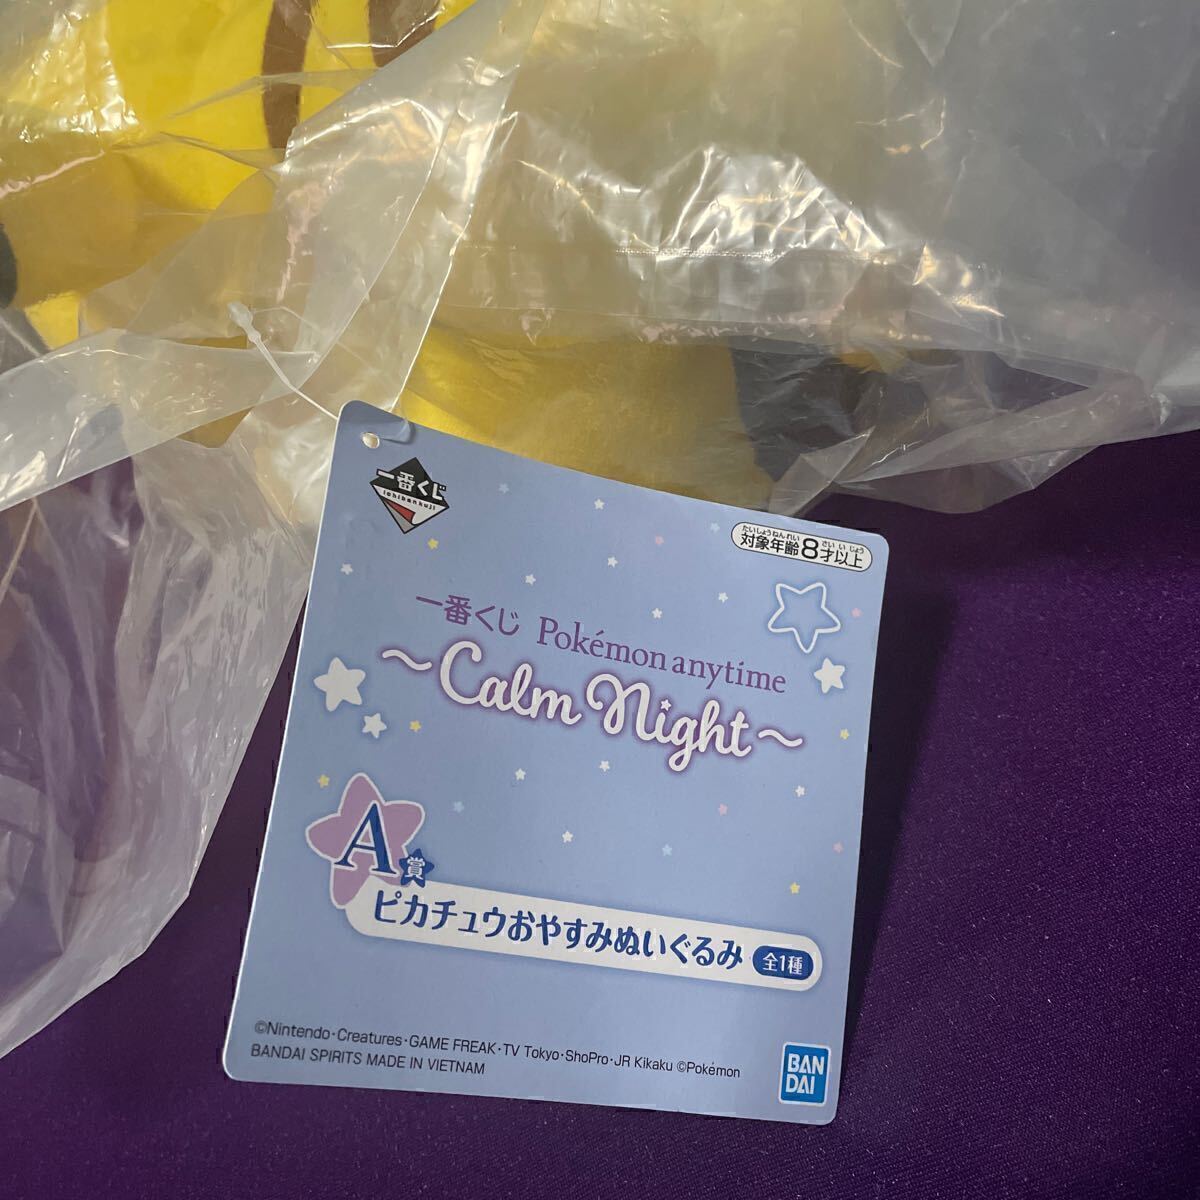 一番くじ
ichibankuji
たいしょうねんれい さい いじょう
対象年齢8才以上
一番くじ Pokémon anytime
～Calm Night～
A賞
ピカチュウおやすみぬいぐるみ 全1種
©Nintendo・Creatures・GAME FREAK・TV Tokyo・ShoPro・JR Kikaku ©Pokémon
BANDAI SPIRITS MADE IN VIETNAM
BAN
DAI